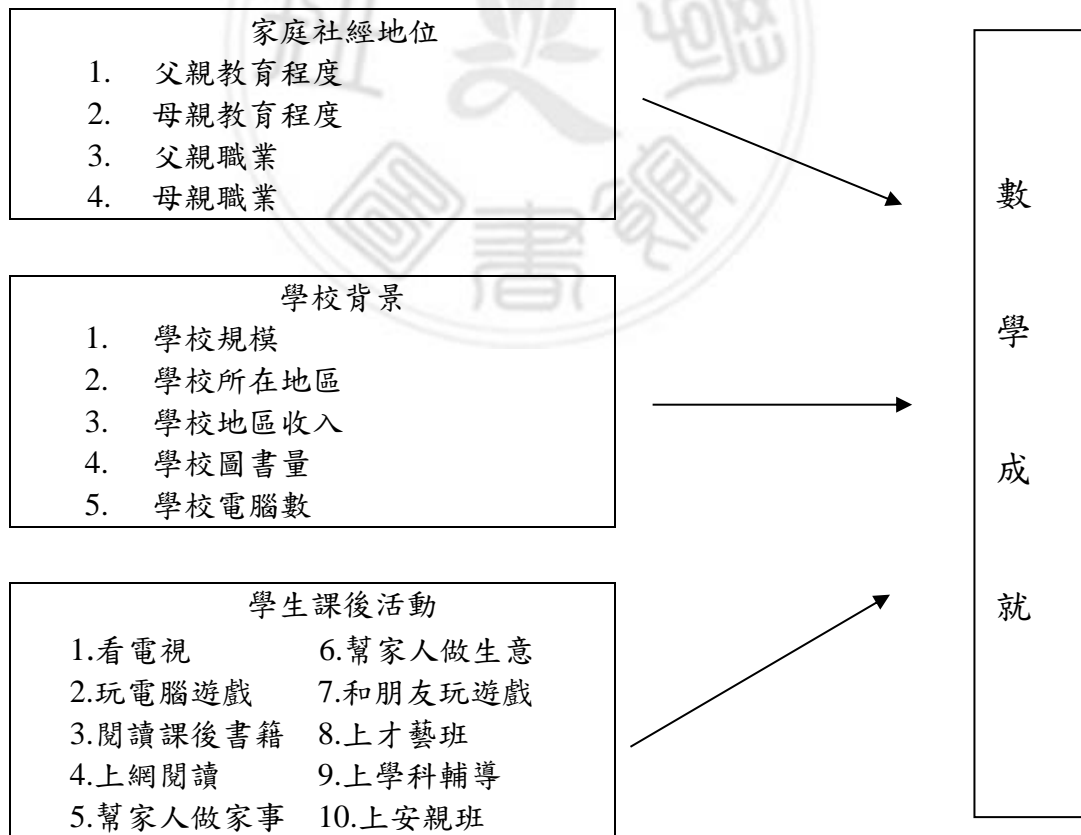 家庭社經地位
1. 父親教育程度
2. 母親教育程度
3. 父親職業
4. 母親職業
學校背景
1. 學校規模
2. 學校所在地區
3. 學校地區收入
4. 學校圖書量
5. 學校電腦數
學生課後活動
1.看電視 6.幫家人做生意
2.玩電腦遊戲 7.和朋友玩遊戲
3.閱讀課後書籍 8.上才藝班
4.上網閱讀 9.上學科輔導
5.幫家人做家事 10.上安親班
數
學
成
就